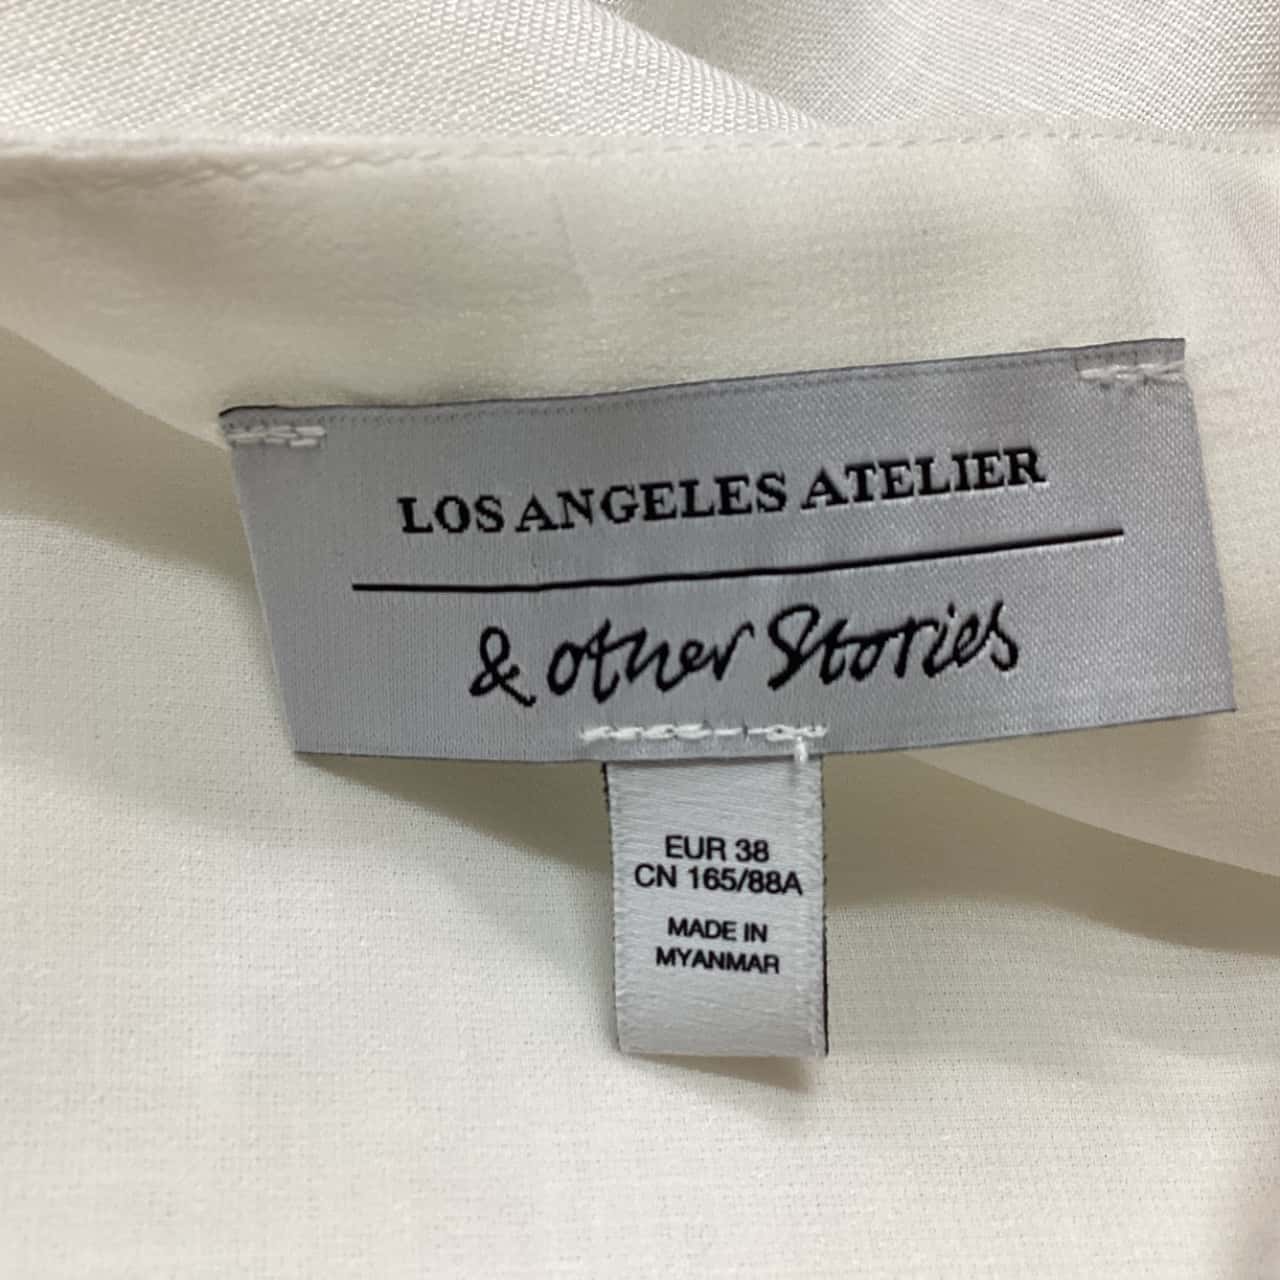 LOS ANGELES ATELIER
& other Stories
EUR 38
CN 165/88A
MADE IN
MYANMAR